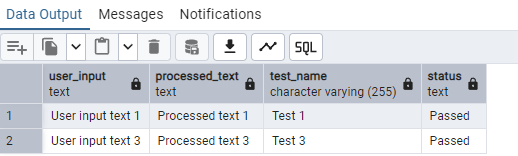 Data Output Messages Notifications
SQL
user_input processed_text test_name status
text text character varying (255) text
1 User input text 1 Processed text 1 Test 1 Passed
2 User input text 3 Processed text 3 Test 3 Passed